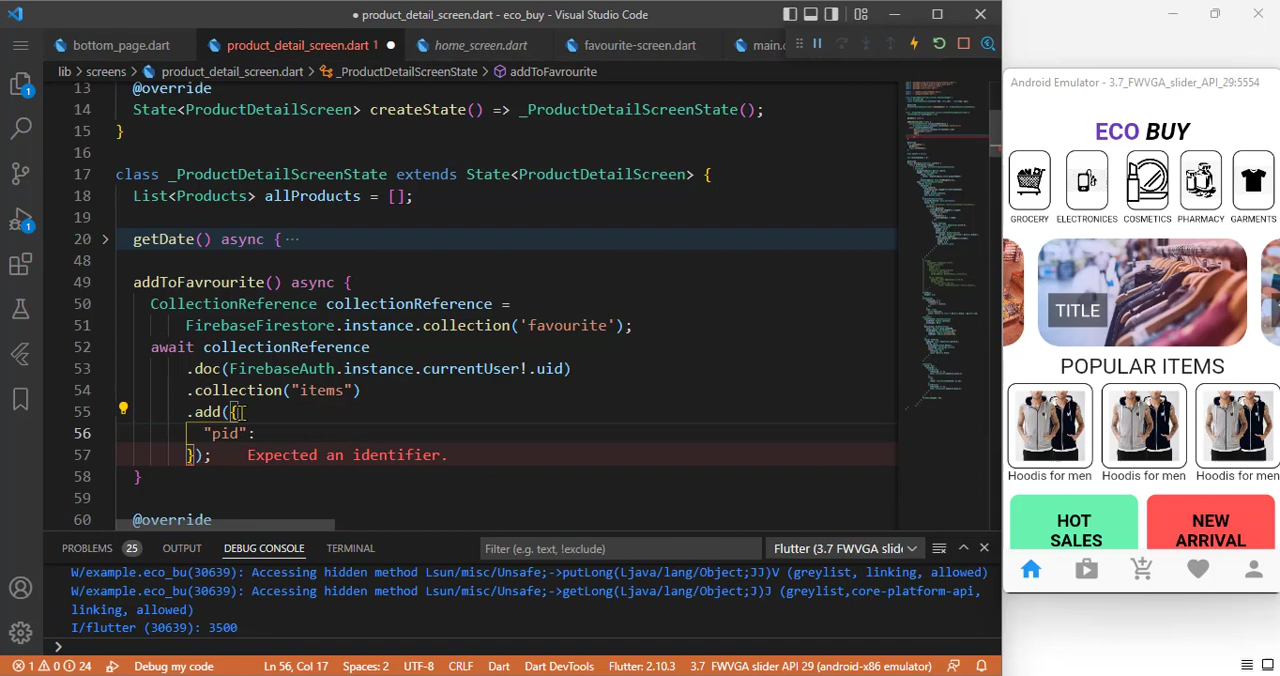 ● product_detail_screen.dart - eco_buy - Visual Studio Code
bottom_page.dart
product_detail_screen.dart 1 ●
home_screen.dart
favourite-screen.dart
main.d
lib > screens > product_detail_screen.dart > _ProductDetailScreenState > addToFavrourite
13 @override
14 State<ProductDetailScreen> createState() => _ProductDetailScreenState();
15 }
16
17 class _ProductDetailScreenState extends State<ProductDetailScreen> {
18 List<Products> allProducts = [];
19
20 getDate() async { ···
48
49 addToFavrourite() async {
50 CollectionReference collectionReference =
51 FirebaseFirestore.instance.collection('favourite');
52 await collectionReference
53 .doc(FirebaseAuth.instance.currentUser!.uid)
54 .collection("items")
55 .add({
56 "pid":
57 }); Expected an identifier.
58 }
59
60 @override
PROBLEMS 25 OUTPUT DEBUG CONSOLE TERMINAL
Filter (e.g. text, !exclude)
Flutter (3.7 FWVGA slid
W/example.eco_bu(30639): Accessing hidden method Lsun/misc/Unsafe;->putLong(Ljava/lang/Object;JJ)V (greylist, linking, allowed)
W/example.eco_bu(30639): Accessing hidden method Lsun/misc/Unsafe;->getLong(Ljava/lang/Object;J)J (greylist,core-platform-api,
linking, allowed)
I/flutter (30639): 3500
>
1 0 24 Debug my code
Ln 56, Col 17 Spaces: 2 UTF-8 CRLF Dart Dart DevTools Flutter: 2.10.3 3.7 FWVGA slider API 29 (android-x86 emulator)
1
1
Android Emulator - 3.7_FWVGA_slider_API_29:5554
ECO BUY
GROCERY ELECTRONICES COSMETICS PHARMACY GARMENTS
TITLE
POPULAR ITEMS
Hoodis for men Hoodis for men Hoodis for men
HOT
SALES
NEW
ARRIVAL